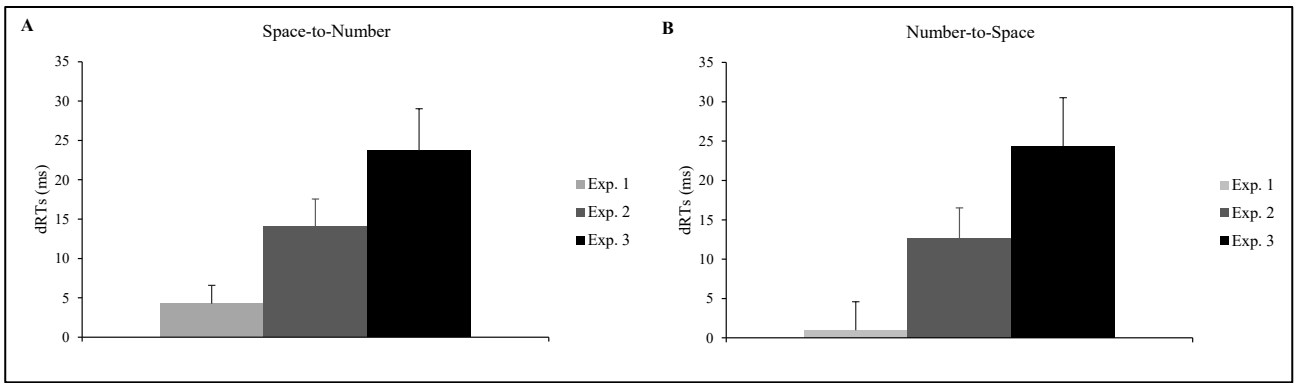 A
Space-to-Number
35
30
25
20
15
10
5
0
dRTs (ms)
Exp. 1
Exp. 2
Exp. 3
B
Number-to-Space
35
30
25
20
15
10
5
0
dRTs (ms)
Exp. 1
Exp. 2
Exp. 3